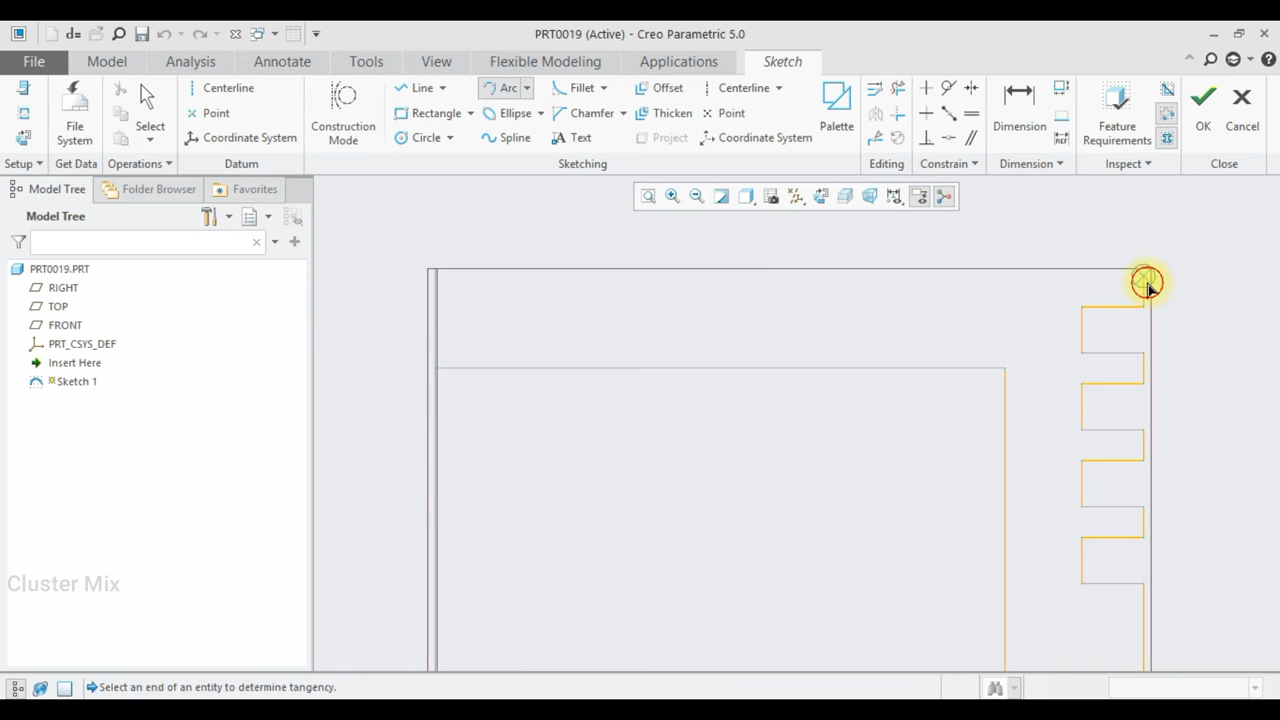 d=
PRT0019 (Active) - Creo Parametric 5.0
File Model Analysis Annotate Tools View Flexible Modeling Applications Sketch
Centerline Line Arc Fillet Offset Centerline
Point Rectangle Ellipse Chamfer Thicken Point
File System Select Coordinate System Construction Mode Circle Spline Text Project Coordinate System Palette Dimension Feature Requirements OK Cancel
Setup Get Data Operations Datum Sketching Editing Constrain Dimension Inspect Close
Model Tree Folder Browser Favorites
Model Tree
PRT0019.PRT
RIGHT
TOP
FRONT
PRT_CSYS_DEF
Insert Here
Sketch 1
Cluster Mix
Select an end of an entity to determine tangency.